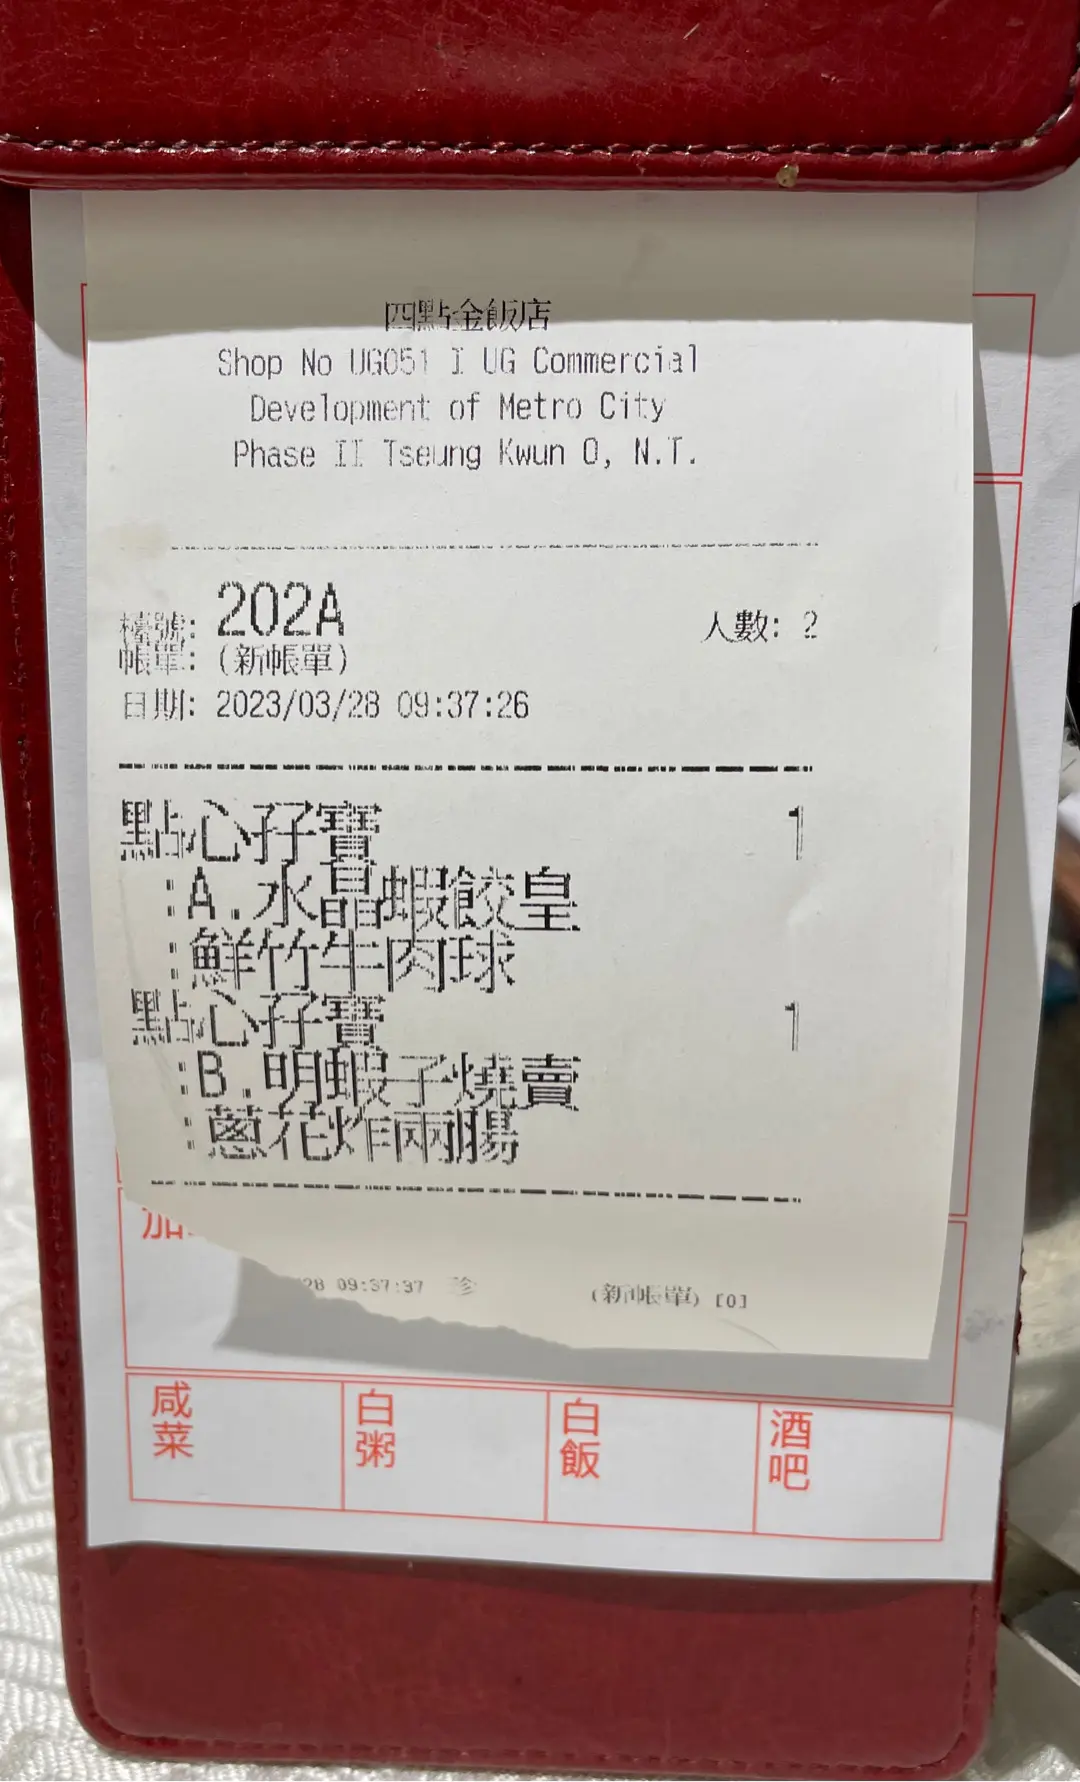 四點金飯店
Shop No UG051 I UG Commercial
Development of Metro City
Phase II Tseung Kwun O, N.T.
檯號: 202A 人數: 2
帳單: (新帳單)
日期: 2023/03/28 09:37:26
點心孖寶 1
: A.水晶蝦餃皇
: 鮮竹牛肉球
點心孖寶 1
: B.明蝦子燒賣
: 蔥花炸兩腸
加
28 09:37:37 珍 (新帳單) [0]
咸菜 白粥 白飯 酒吧